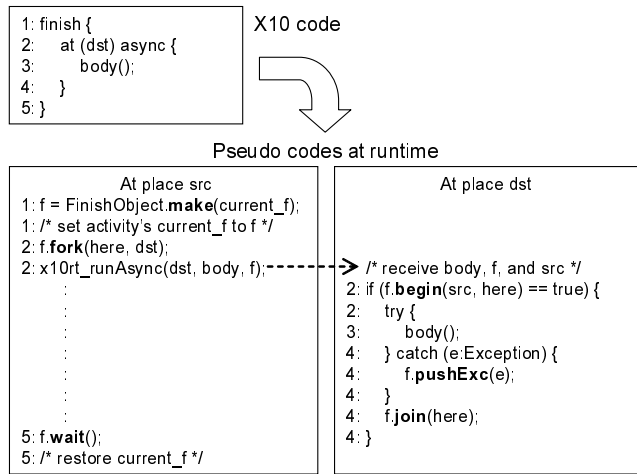 1: finish {
2: at (dst) async {
3: body();
4: }
5: }
X10 code
Pseudo codes at runtime
At place src
1: f = FinishObject.make(current_f);
1: /* set activity's current_f to f */
2: f.fork(here, dst);
2: x10rt_runAsync(dst, body, f);
:
:
:
:
:
:
:
:
5: f.wait();
5: /* restore current_f */
At place dst
/* receive body, f, and src */
2: if (f.begin(src, here) == true) {
2: try {
3: body();
4: } catch (e:Exception) {
4: f.pushExc(e);
4: }
4: f.join(here);
4: }